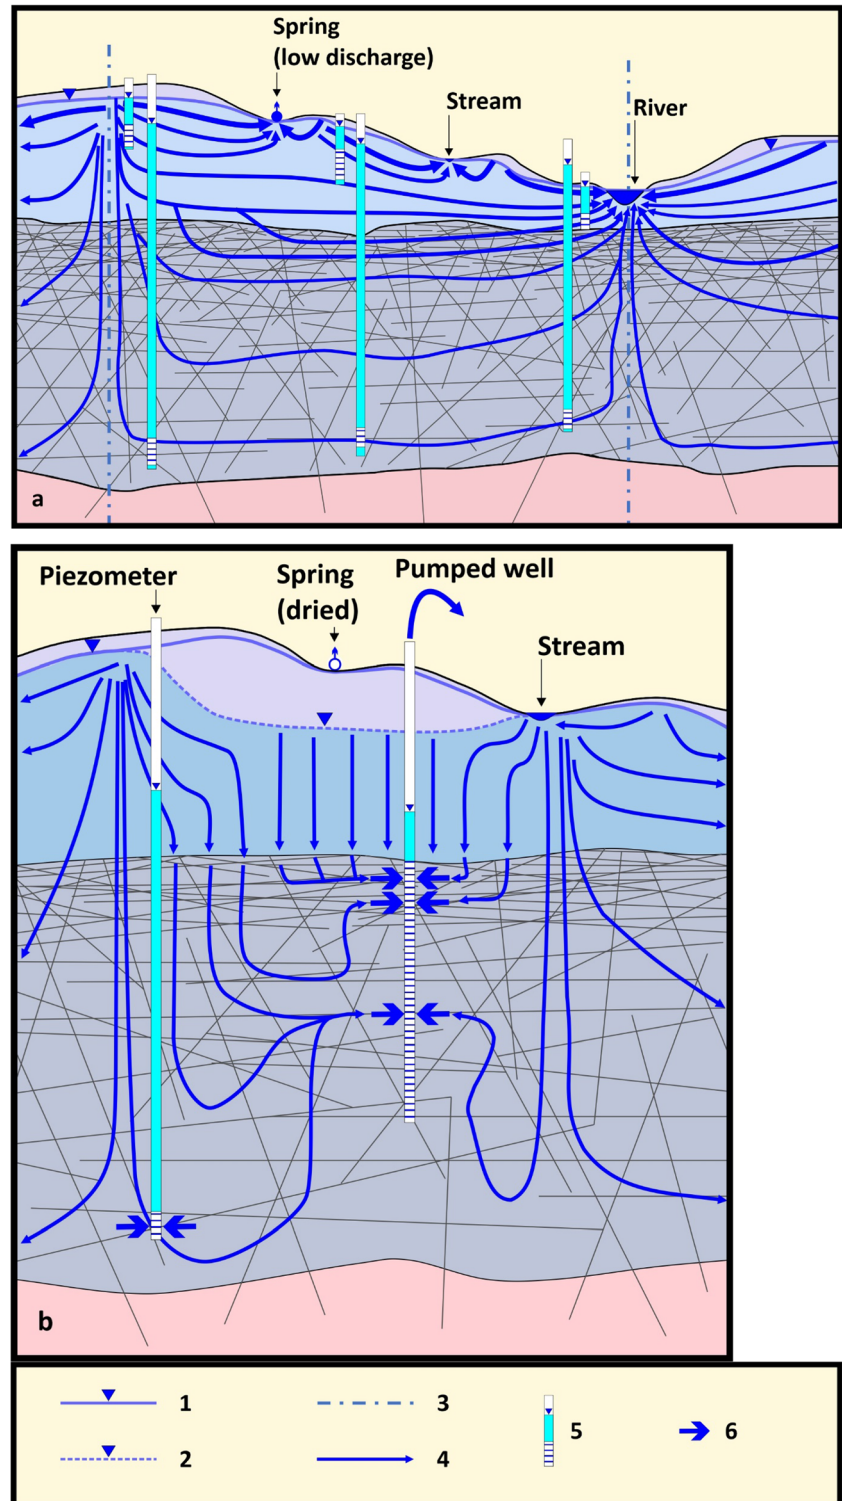 Spring
(low discharge)
Stream
River
a
Piezometer
Spring
(dried)
Pumped well
Stream
b
1
3
5
6
2
4